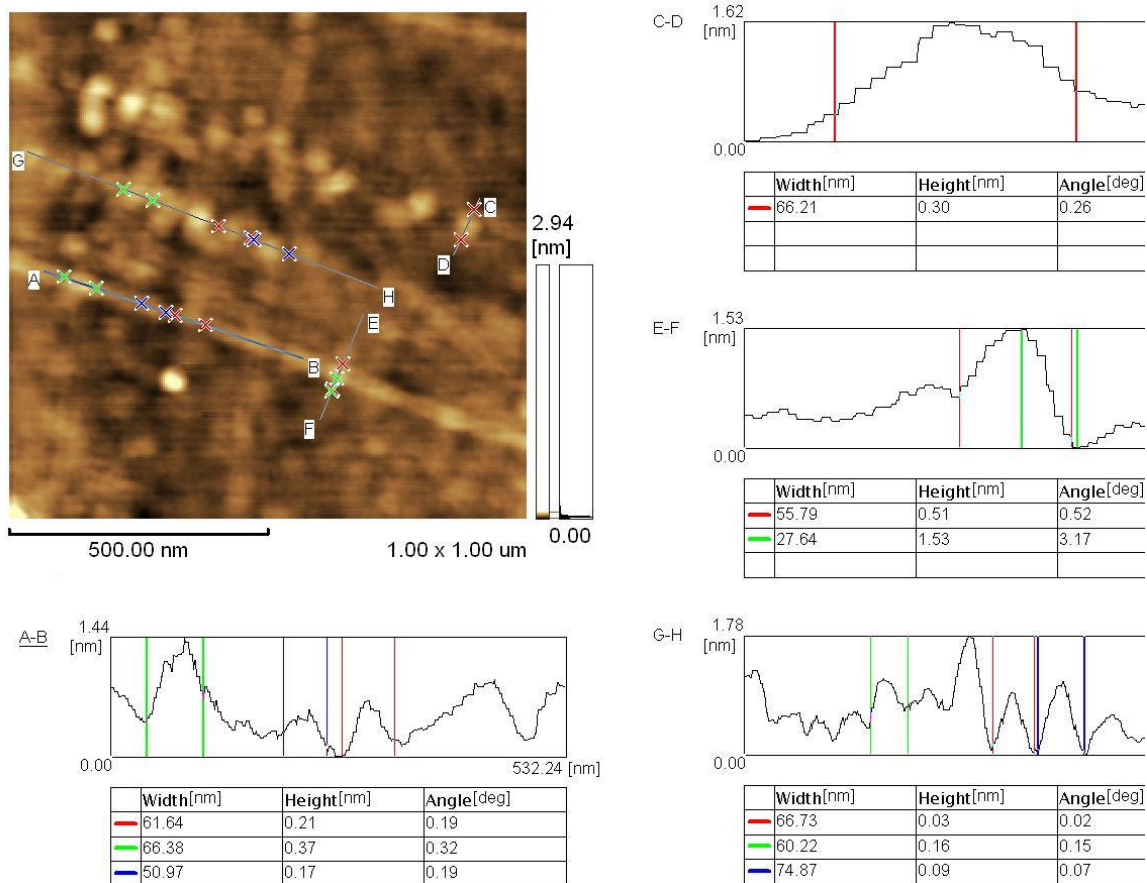 G
C
D
A
H
E
B
F
2.94
[nm]
0.00
500.00 nm
1.00 x 1.00 um
C-D
1.62
[nm]
0.00
Width[nm] Height[nm] Angle[deg]
66.21 0.30 0.26
E-F
1.53
[nm]
0.00
Width[nm] Height[nm] Angle[deg]
55.79 0.51 0.52
27.64 1.53 3.17
A-B
1.44
[nm]
0.00
532.24 [nm]
Width[nm] Height[nm] Angle[deg]
61.64 0.21 0.19
66.38 0.37 0.32
50.97 0.17 0.19
G-H
1.78
[nm]
0.00
Width[nm] Height[nm] Angle[deg]
66.73 0.03 0.02
60.22 0.16 0.15
74.87 0.09 0.07